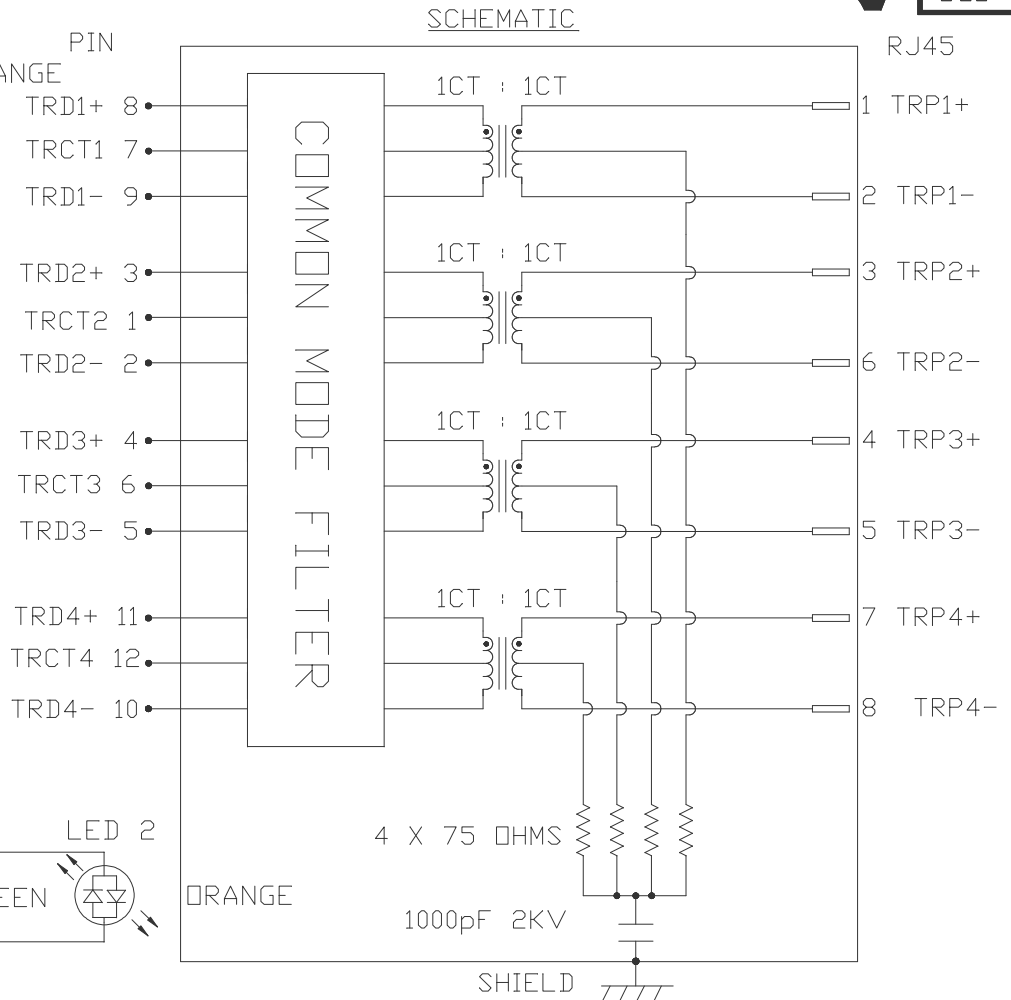 SCHEMATIC
PIN
RJ45
ANGE
1CT : 1CT
TRD1+ 8
1 TRP1+
TRCT1 7
TRD1- 9
2 TRP1-
1CT : 1CT
TRD2+ 3
3 TRP2+
TRCT2 1
TRD2- 2
6 TRP2-
COMMON MODE FILTER
1CT : 1CT
TRD3+ 4
4 TRP3+
TRCT3 6
TRD3- 5
5 TRP3-
1CT : 1CT
TRD4+ 11
7 TRP4+
TRCT4 12
TRD4- 10
8 TRP4-
LED 2
4 X 75 OHMS
EEN
ORANGE
1000pF 2KV
SHIELD